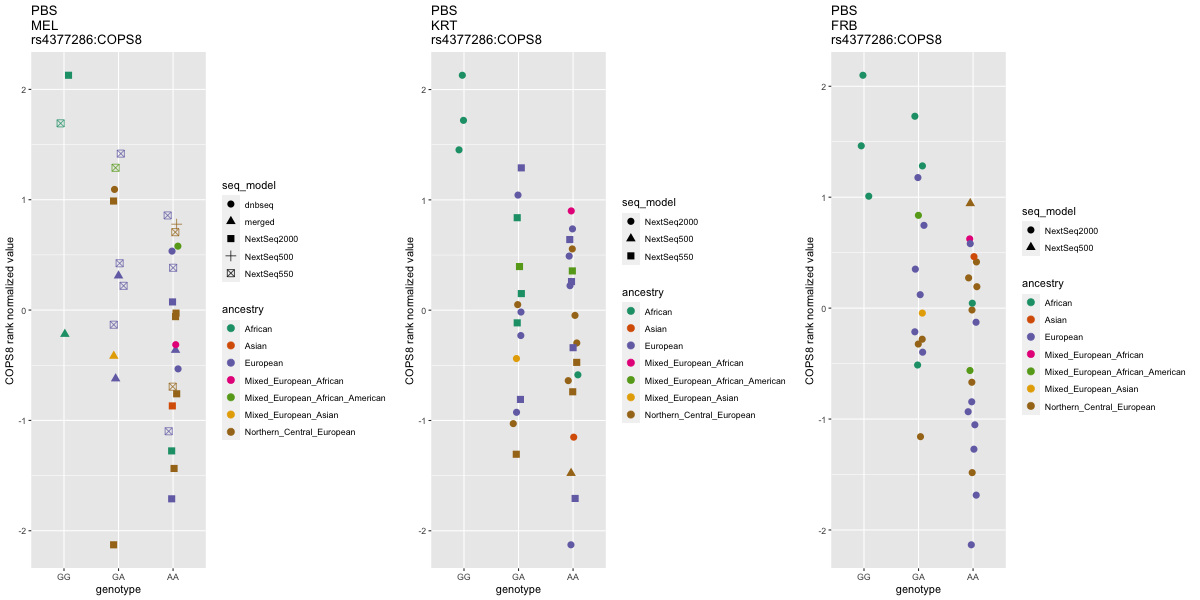 PBS
MEL
rs4377286:COPS8
COPS8 rank normalized value
2
1
0
-1
-2
GG
GA
AA
genotype
seq_model
dnbseq
merged
NextSeq2000
NextSeq500
NextSeq550
ancestry
African
Asian
European
Mixed_European_African
Mixed_European_African_American
Mixed_European_Asian
Northern_Central_European
PBS
KRT
rs4377286:COPS8
COPS8 rank normalized value
2
1
0
-1
-2
GG
GA
AA
genotype
seq_model
NextSeq2000
NextSeq500
NextSeq550
ancestry
African
Asian
European
Mixed_European_African
Mixed_European_African_American
Mixed_European_Asian
Northern_Central_European
PBS
FRB
rs4377286:COPS8
COPS8 rank normalized value
2
1
0
-1
-2
GG
GA
AA
genotype
seq_model
NextSeq2000
NextSeq500
ancestry
African
Asian
European
Mixed_European_African
Mixed_European_African_American
Mixed_European_Asian
Northern_Central_European